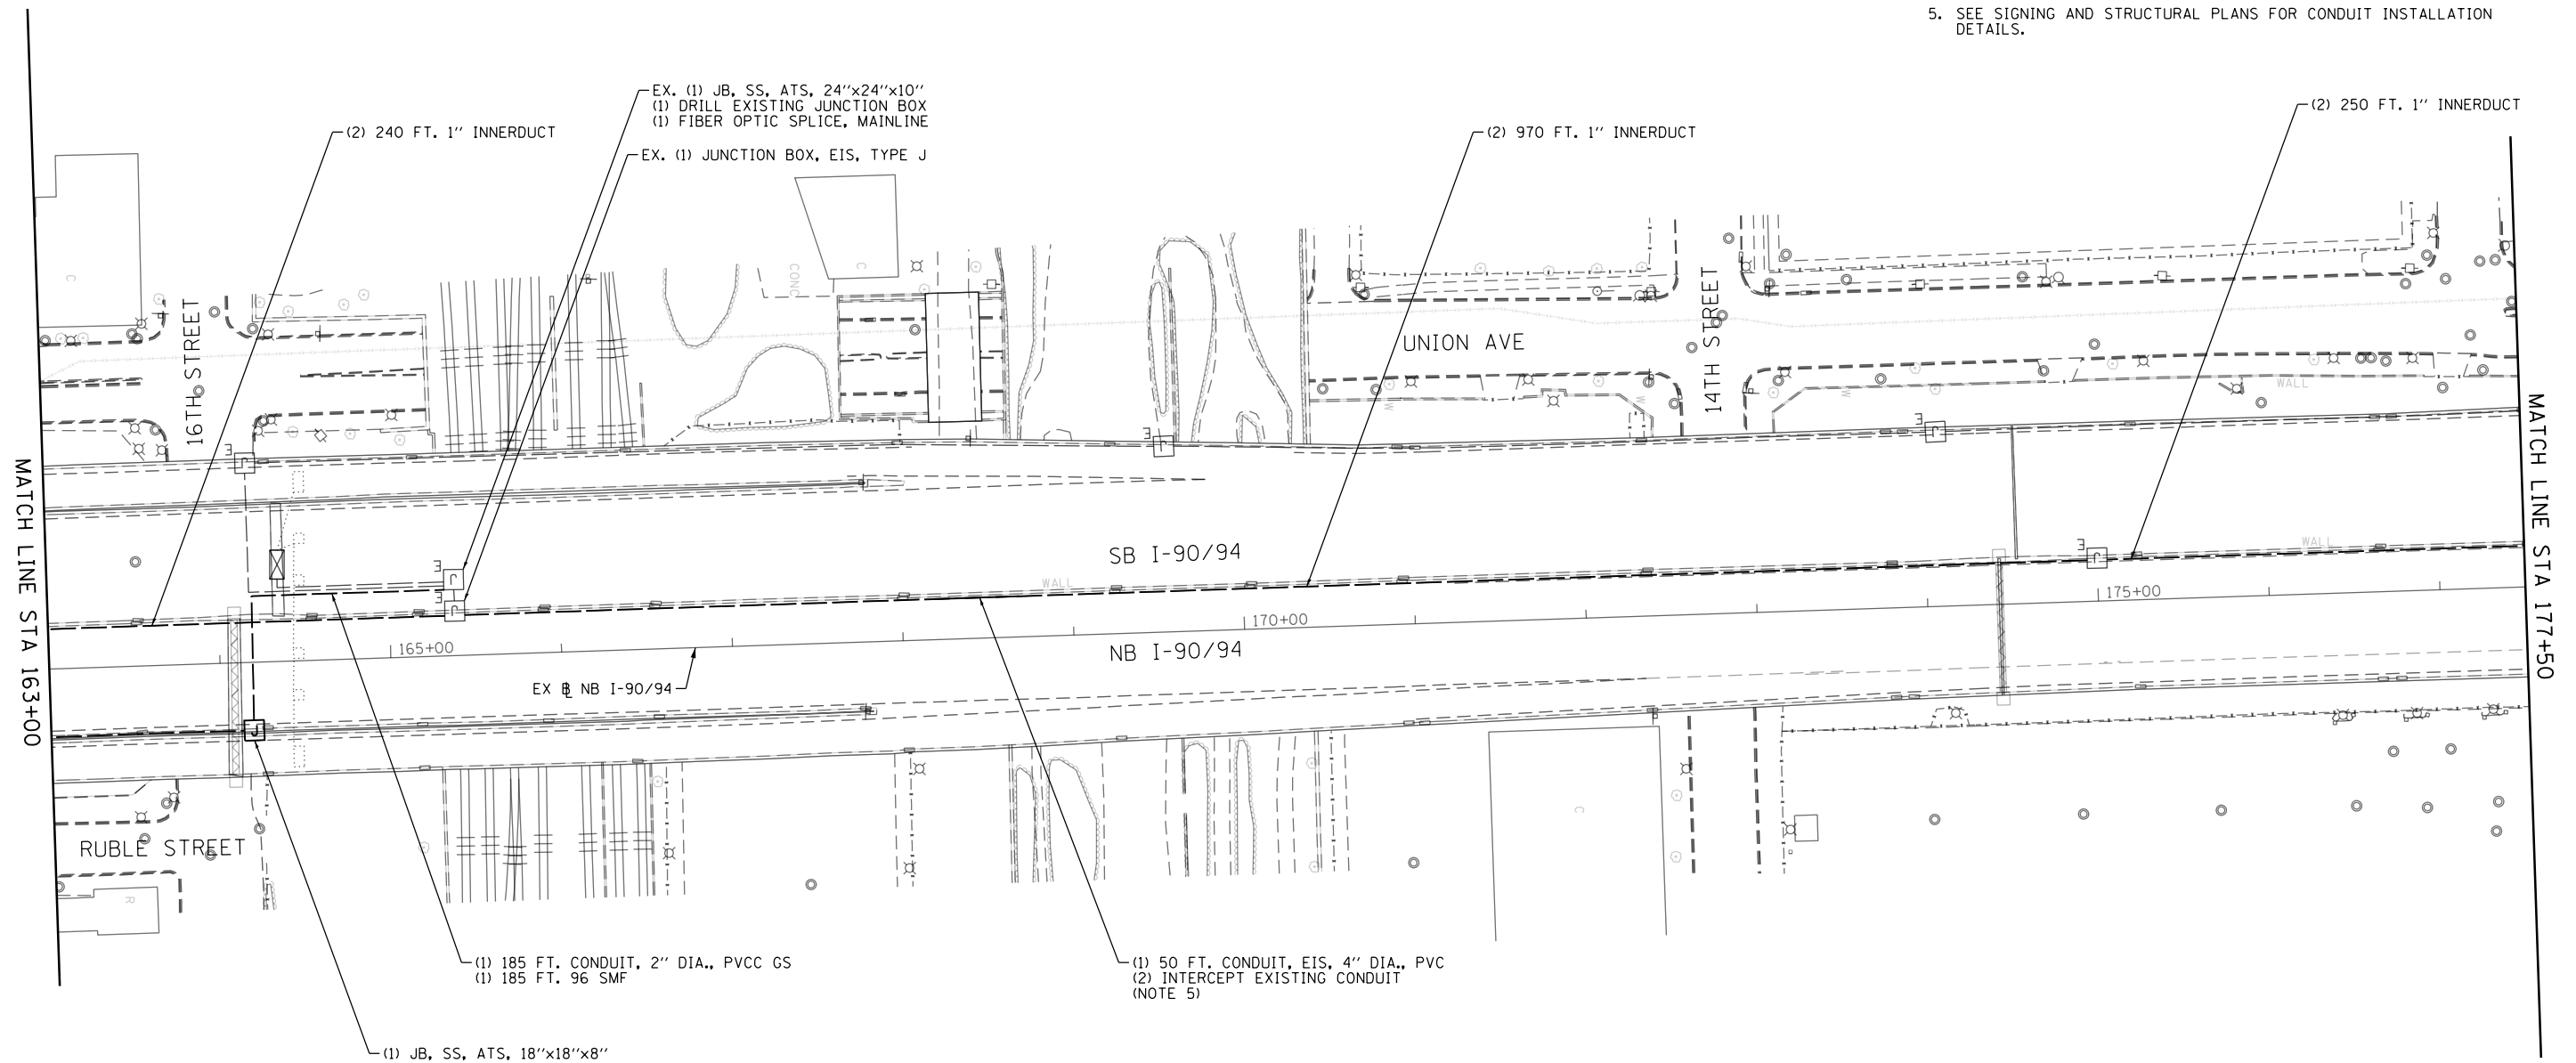 5. SEE SIGNING AND STRUCTURAL PLANS FOR CONDUIT INSTALLATION
DETAILS.
EX. (1) JB, SS, ATS, 24"x24"x10"
(1) DRILL EXISTING JUNCTION BOX
(1) FIBER OPTIC SPLICE, MAINLINE
(2) 240 FT. 1" INNERDUCT
EX. (1) JUNCTION BOX, EIS, TYPE J
(2) 970 FT. 1" INNERDUCT
(2) 250 FT. 1" INNERDUCT
C
CONC
C
16TH STREET
UNION AVE
14TH STREET
W
W
W
WALL
E
J
E
J
E
J
MATCH LINE STA 163+00
MATCH LINE STA 177+50
SB I-90/94
WALL
WALL
E
J
E
J
E
J
165+00
170+00
175+00
NB I-90/94
EX BL NB I-90/94
J
RUBLE STREET
R
C
(1) 185 FT. CONDUIT, 2" DIA., PVCC GS
(1) 185 FT. 96 SMF
(1) 50 FT. CONDUIT, EIS, 4" DIA., PVC
(2) INTERCEPT EXISTING CONDUIT
(NOTE 5)
(1) JB, SS, ATS, 18"x18"x8"